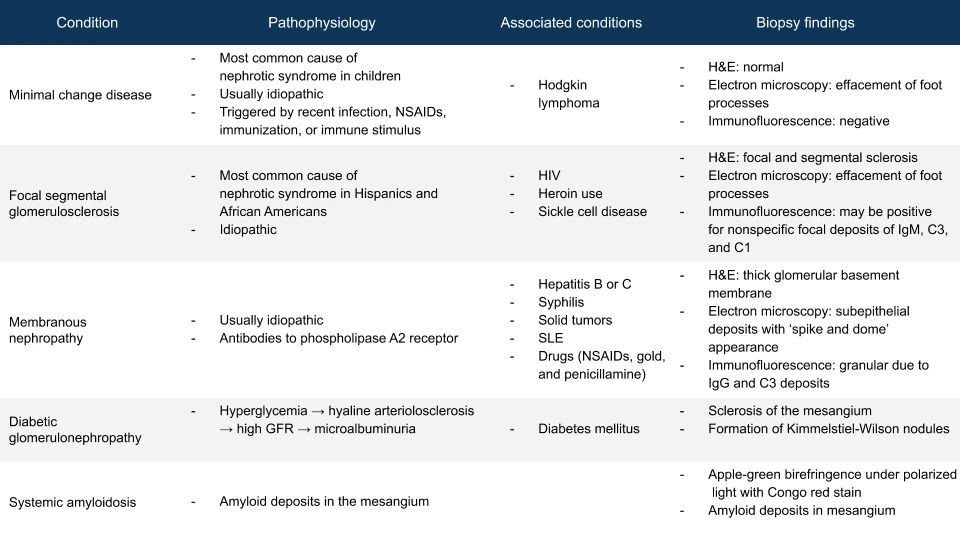 Condition
Pathophysiology
Associated conditions
Biopsy findings
Minimal change disease
- Most common cause of
nephrotic syndrome in children
- Usually idiopathic
- Triggered by recent infection, NSAIDs,
immunization, or immune stimulus
- Hodgkin
lymphoma
- H&E: normal
- Electron microscopy: effacement of foot
processes
- Immunofluorescence: negative
Focal segmental
glomerulosclerosis
- Most common cause of
nephrotic syndrome in Hispanics and
African Americans
- Idiopathic
- HIV
- Heroin use
- Sickle cell disease
- H&E: focal and segmental sclerosis
- Electron microscopy: effacement of foot
processes
- Immunofluorescence: may be positive
for nonspecific focal deposits of IgM, C3,
and C1
Membranous
nephropathy
- Usually idiopathic
- Antibodies to phospholipase A2 receptor
- Hepatitis B or C
- Syphilis
- Solid tumors
- SLE
- Drugs (NSAIDs, gold,
and penicillamine)
- H&E: thick glomerular basement
membrane
- Electron microscopy: subepithelial
deposits with ‘spike and dome’
appearance
- Immunofluorescence: granular due to
IgG and C3 deposits
Diabetic
glomerulonephropathy
- Hyperglycemia → hyaline arteriolosclerosis
→ high GFR → microalbuminuria
- Diabetes mellitus
- Sclerosis of the mesangium
- Formation of Kimmelstiel-Wilson nodules
Systemic amyloidosis
- Amyloid deposits in the mesangium
- Apple-green birefringence under polarized
light with Congo red stain
- Amyloid deposits in mesangium